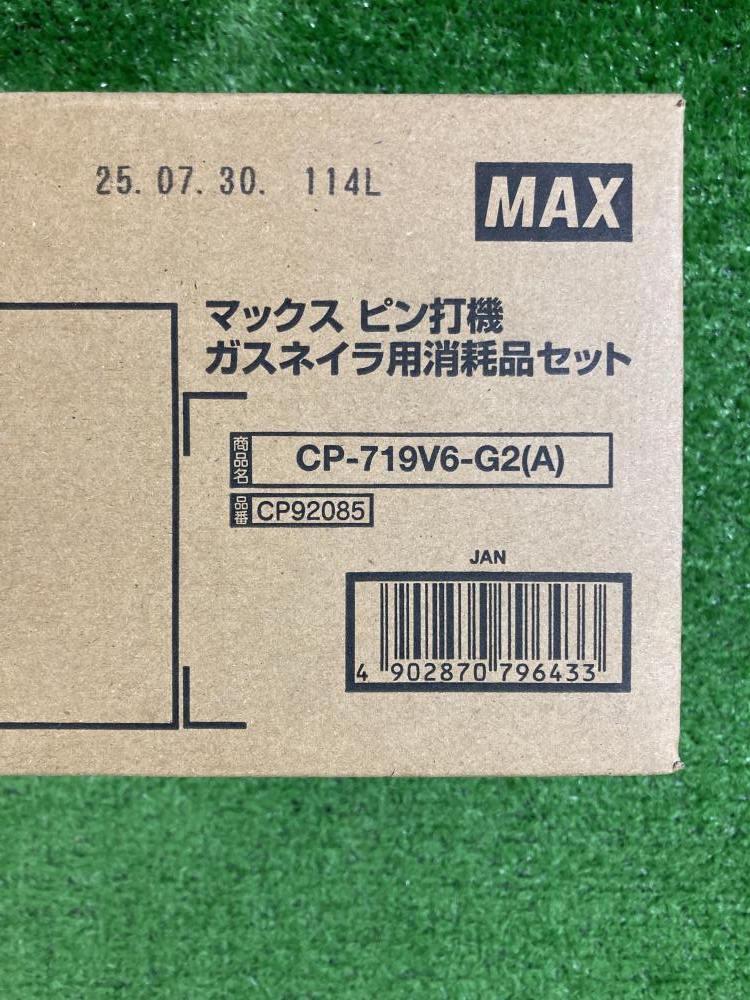 25. 07. 30. 114L
MAX
マックス ピン打機
ガスネイラ用消耗品セット
商品名 CP-719V6-G2(A)
品番 CP92085
JAN
4 902870 796433